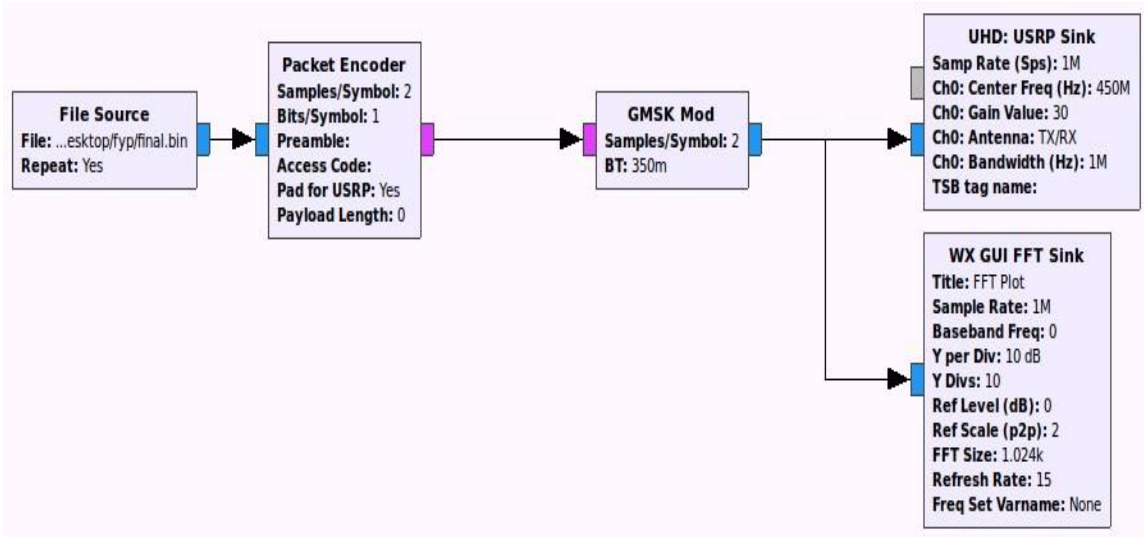 File Source
File: ...esktop/fyp/final.bin
Repeat: Yes
Packet Encoder
Samples/Symbol: 2
Bits/Symbol: 1
Preamble:
Access Code:
Pad for USRP: Yes
Payload Length: 0
GMSK Mod
Samples/Symbol: 2
BT: 350m
UHD: USRP Sink
Samp Rate (Sps): 1M
Ch0: Center Freq (Hz): 450M
Ch0: Gain Value: 30
Ch0: Antenna: TX/RX
Ch0: Bandwidth (Hz): 1M
TSB tag name:
WX GUI FFT Sink
Title: FFT Plot
Sample Rate: 1M
Baseband Freq: 0
Y per Div: 10 dB
Y Divs: 10
Ref Level (dB): 0
Ref Scale (p2p): 2
FFT Size: 1.024k
Refresh Rate: 15
Freq Set Varname: None